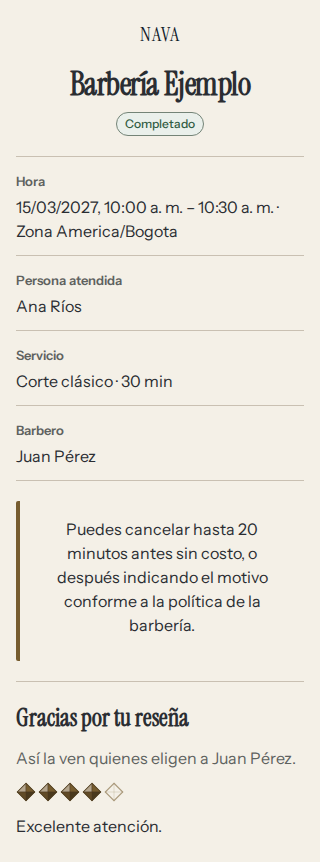 NAVA
Barbería Ejemplo
Completado
Hora
15/03/2027, 10:00 a. m. – 10:30 a. m. ·
Zona America/Bogota
Persona atendida
Ana Ríos
Servicio
Corte clásico · 30 min
Barbero
Juan Pérez
Puedes cancelar hasta 20
minutos antes sin costo, o
después indicando el motivo
conforme a la política de la
barbería.
Gracias por tu reseña
Así la ven quienes eligen a Juan Pérez.
Excelente atención.